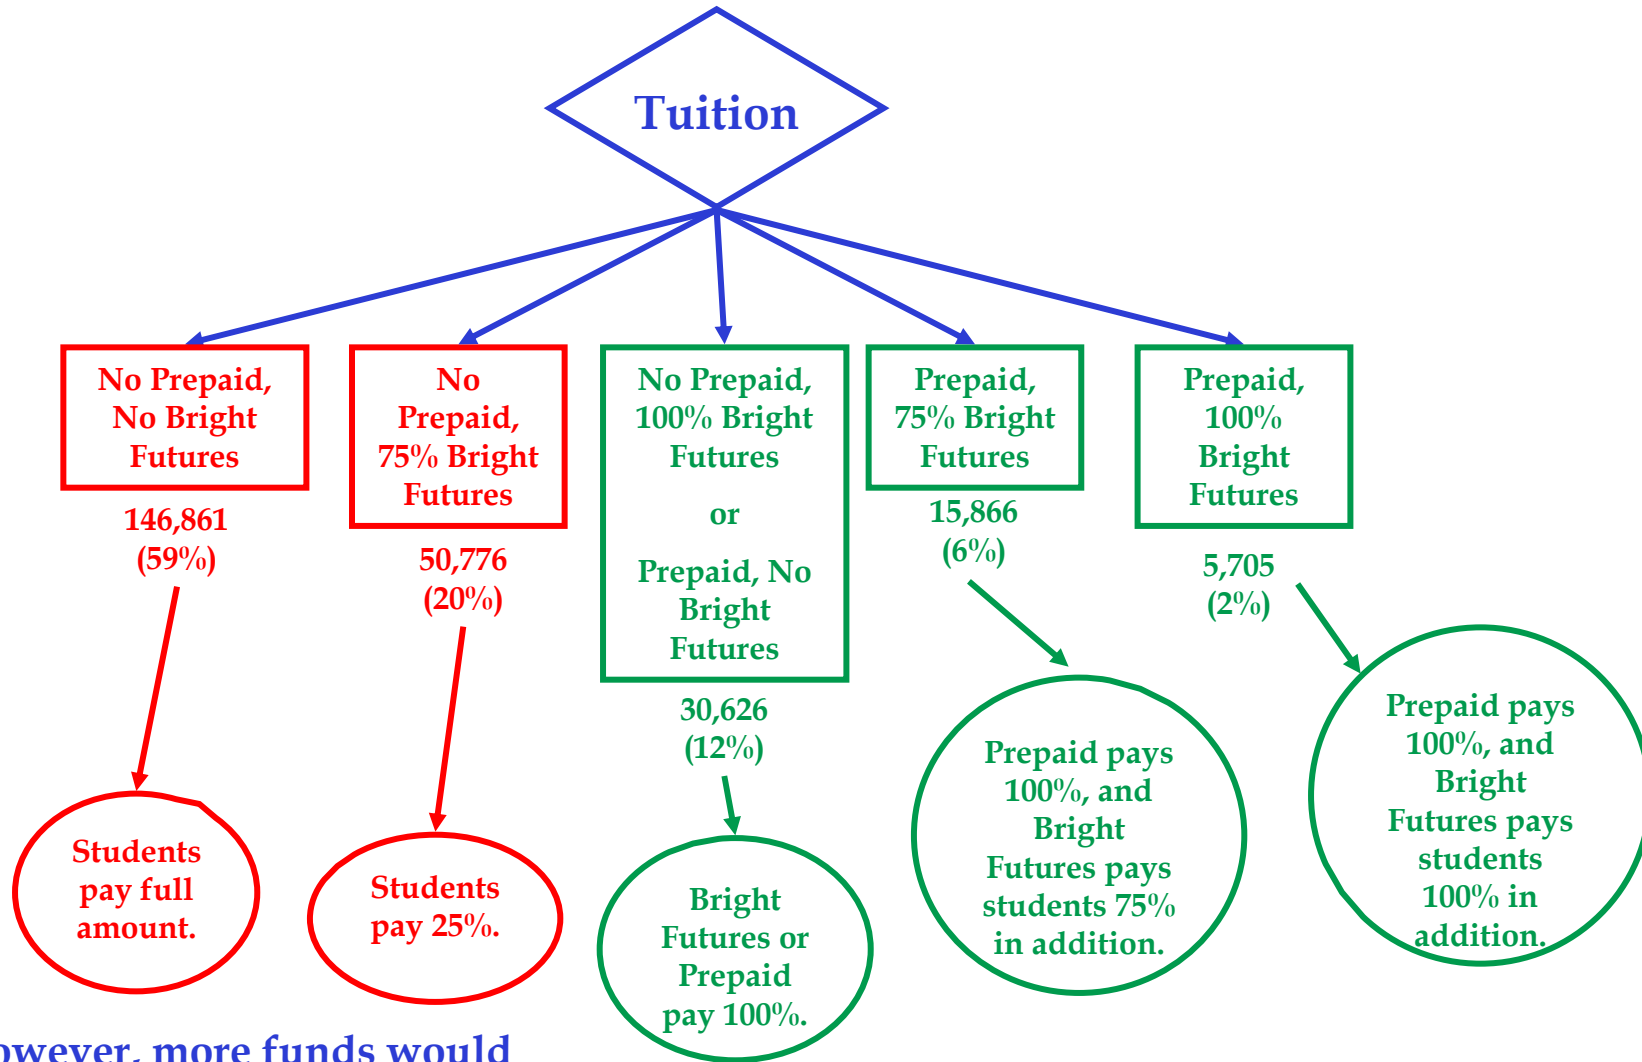 Tuition
No Prepaid,
No Bright
Futures
146,861
(59%)
Students
pay full
amount.
No
Prepaid,
75% Bright
Futures
50,776
(20%)
Students
pay 25%.
No Prepaid,
100% Bright
Futures
or
Prepaid, No
Bright
Futures
30,626
(12%)
Bright
Futures or
Prepaid
pay 100%.
Prepaid,
75% Bright
Futures
15,866
(6%)
Prepaid pays
100%, and
Bright
Futures pays
students 75%
in addition.
Prepaid,
100%
Bright
Futures
5,705
(2%)
Prepaid pays
100%, and
Bright
Futures pays
students
100% in
addition.
owever, more funds would